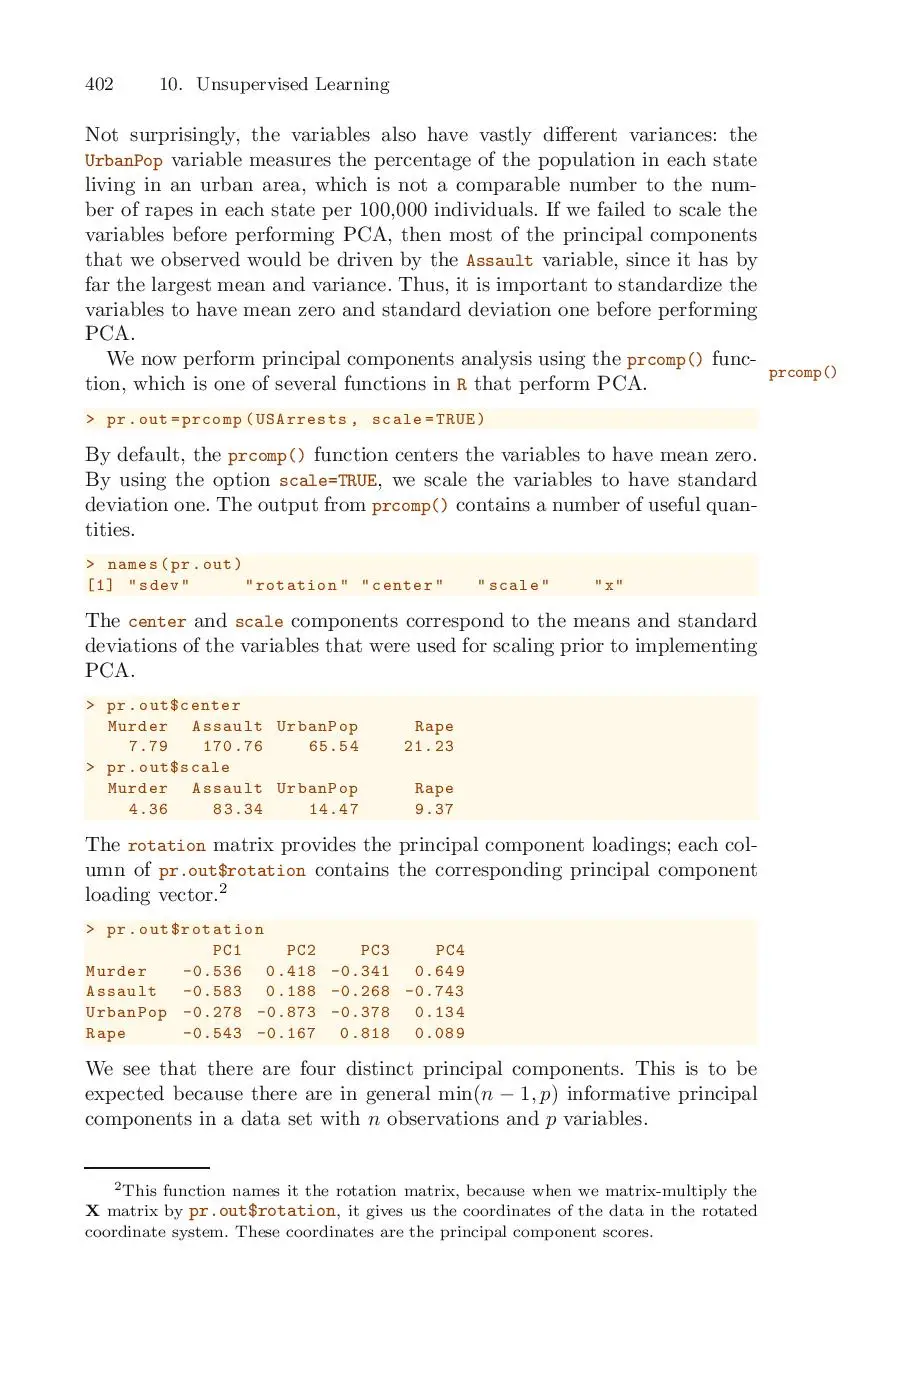 402 10. Unsupervised Learning
Not surprisingly, the variables also have vastly different variances: the
UrbanPop variable measures the percentage of the population in each state
living in an urban area, which is not a comparable number to the num-
ber of rapes in each state per 100,000 individuals. If we failed to scale the
variables before performing PCA, then most of the principal components
that we observed would be driven by the Assault variable, since it has by
far the largest mean and variance. Thus, it is important to standardize the
variables to have mean zero and standard deviation one before performing
PCA.
We now perform principal components analysis using the prcomp() func-
prcomp()
tion, which is one of several functions in R that perform PCA.
> pr.out=prcomp(USArrests, scale=TRUE)
By default, the prcomp() function centers the variables to have mean zero.
By using the option scale=TRUE, we scale the variables to have standard
deviation one. The output from prcomp() contains a number of useful quan-
tities.
> names(pr.out)
[1] "sdev" "rotation" "center" "scale" "x"
The center and scale components correspond to the means and standard
deviations of the variables that were used for scaling prior to implementing
PCA.
> pr.out$center
Murder Assault UrbanPop Rape
7.79 170.76 65.54 21.23
> pr.out$scale
Murder Assault UrbanPop Rape
4.36 83.34 14.47 9.37
The rotation matrix provides the principal component loadings; each col-
umn of pr.out$rotation contains the corresponding principal component
loading vector.²
> pr.out$rotation
PC1 PC2 PC3 PC4
Murder -0.536 0.418 -0.341 0.649
Assault -0.583 0.188 -0.268 -0.743
UrbanPop -0.278 -0.873 -0.378 0.134
Rape -0.543 -0.167 0.818 0.089
We see that there are four distinct principal components. This is to be
expected because there are in general min(n − 1, p) informative principal
components in a data set with n observations and p variables.
²This function names it the rotation matrix, because when we matrix-multiply the
X matrix by pr.out$rotation, it gives us the coordinates of the data in the rotated
coordinate system. These coordinates are the principal component scores.